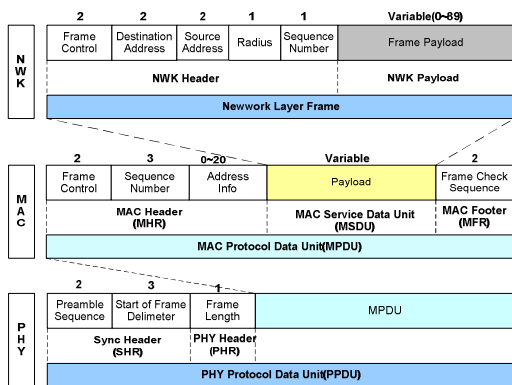 2 2 2 1 1 Variable(0~89)
NWK
Frame Control
Destination Address
Source Address
Radius
Sequence Number
Frame Payload
NWK Header
NWK Payload
Newwork Layer Frame
2 3 0~20 Variable 2
MAC
Frame Control
Sequence Number
Address Info
Payload
Frame Check Sequence
MAC Header (MHR)
MAC Service Data Unit (MSDU)
MAC Footer (MFR)
MAC Protocol Data Unit(MPDU)
2 3 1
PHY
Preamble Sequence
Start of Frame Delimeter
Frame Length
MPDU
Sync Header (SHR)
PHY Header (PHR)
PHY Protocol Data Unit(PPDU)